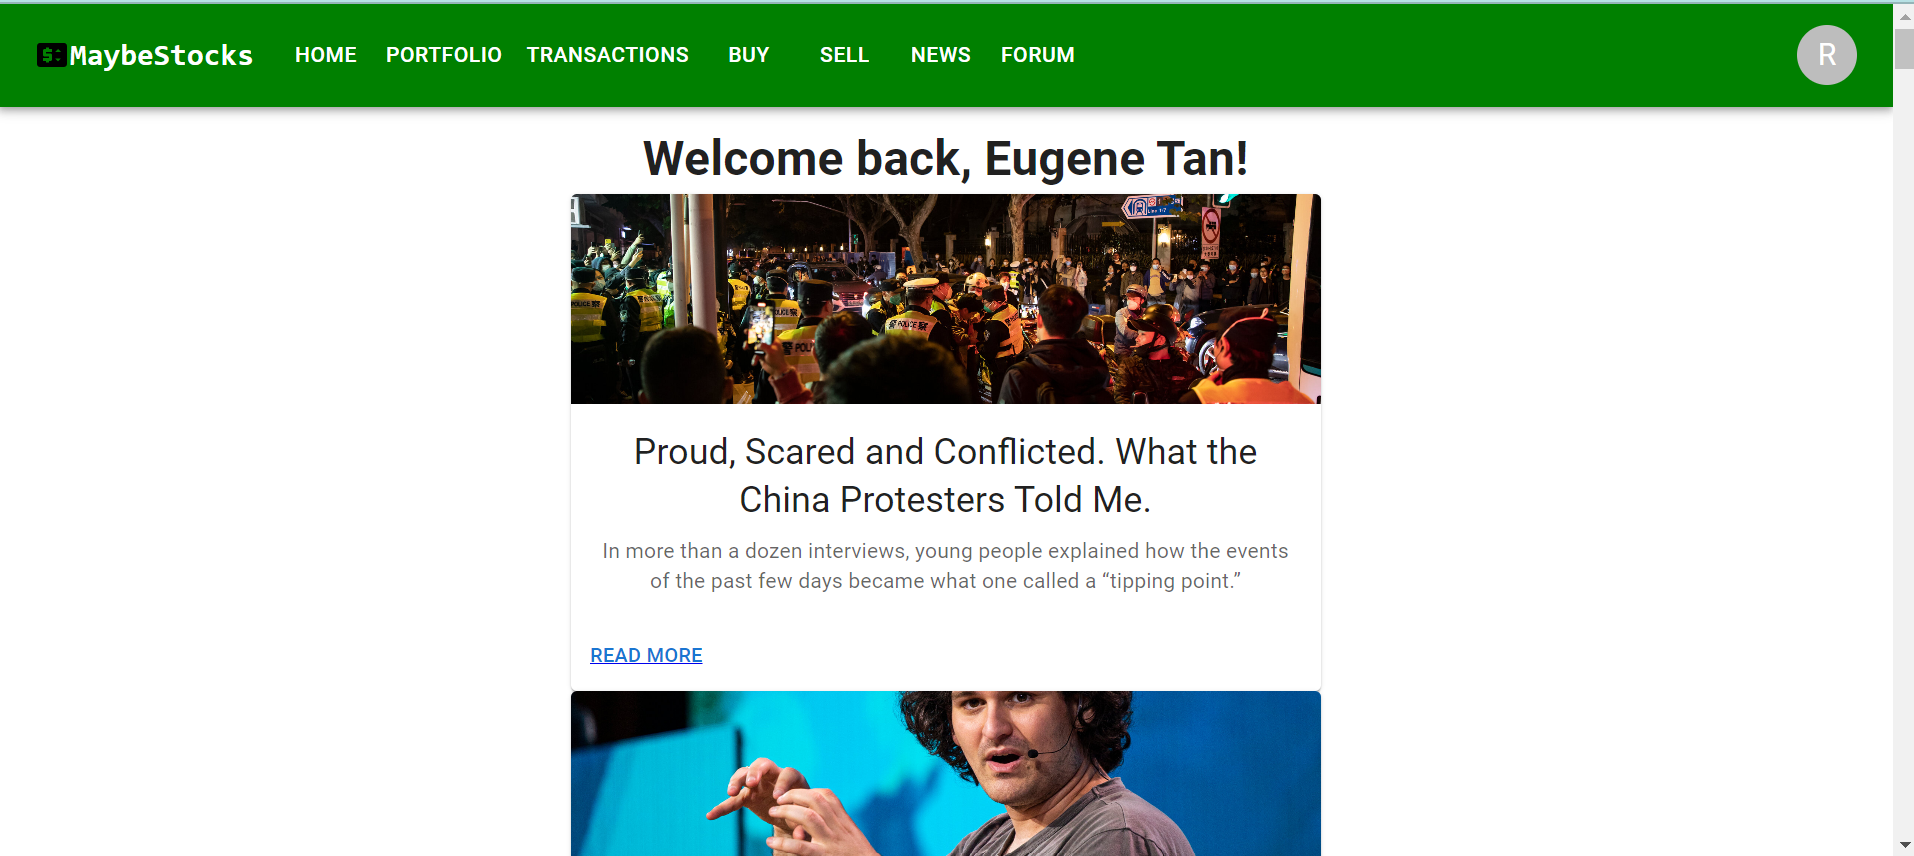 MaybeStocks HOME PORTFOLIO TRANSACTIONS BUY SELL NEWS FORUM R
Welcome back, Eugene Tan!
POLICE
POLICE
Proud, Scared and Conflicted. What the
China Protesters Told Me.
In more than a dozen interviews, young people explained how the events
of the past few days became what one called a “tipping point.”
READ MORE